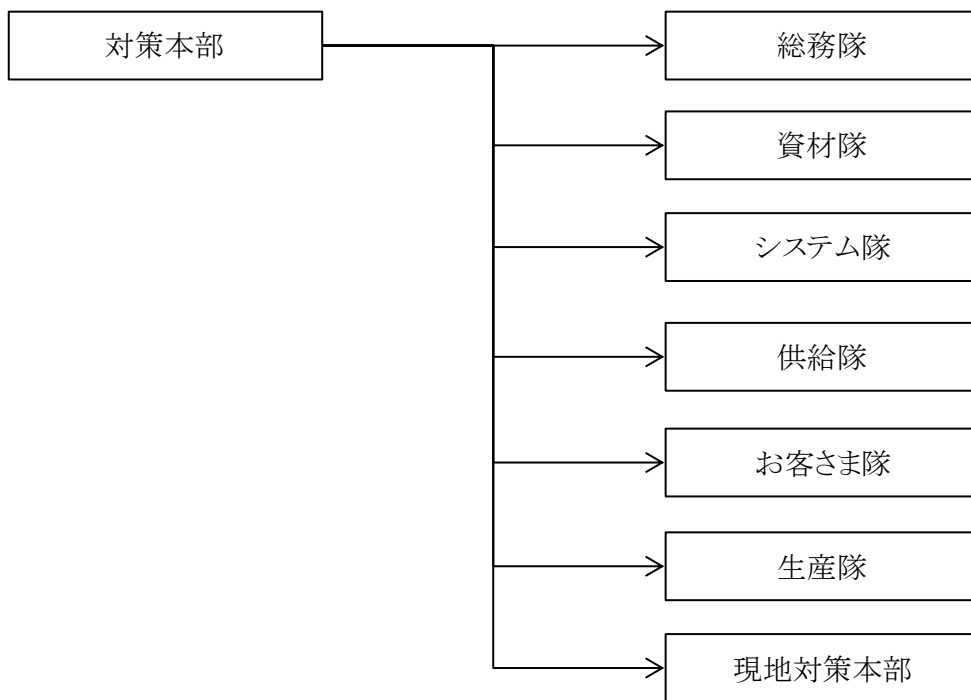 対策本部
総務隊
資材隊
システム隊
供給隊
お客さま隊
生産隊
現地対策本部